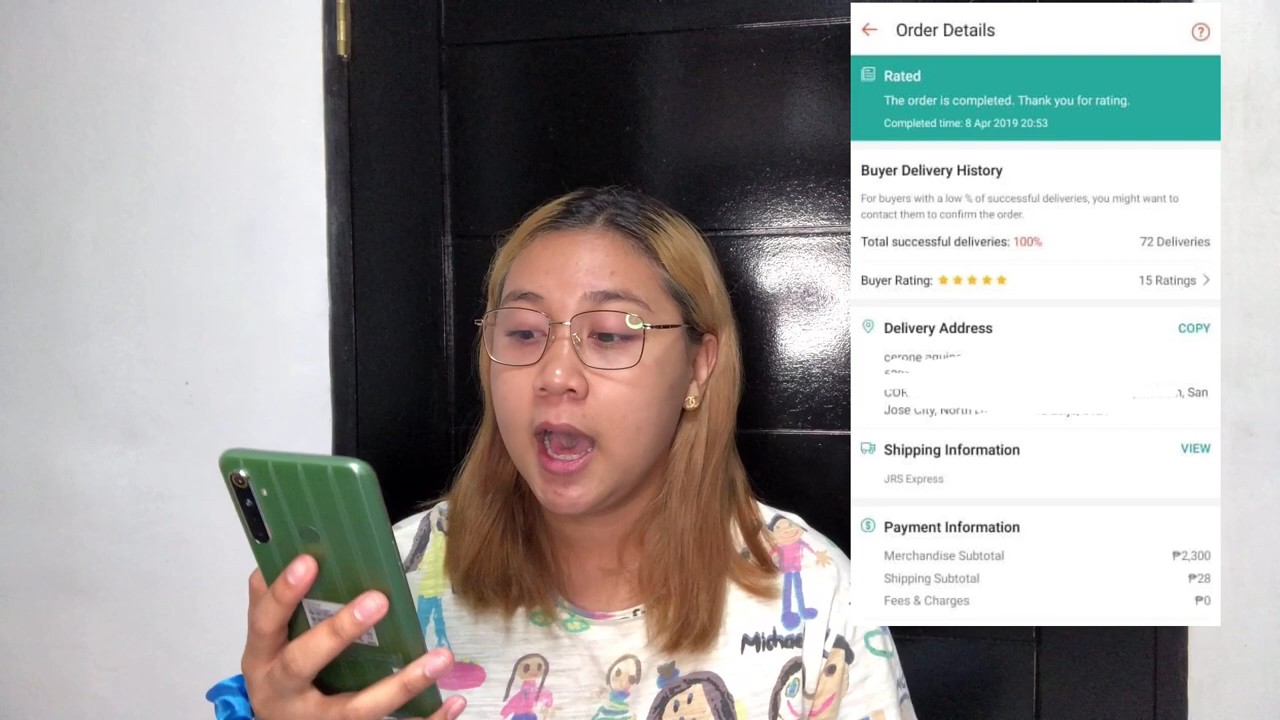 Order Details
Rated
The order is completed. Thank you for rating.
Completed time: 8 Apr 2019 20:53
Buyer Delivery History
For buyers with a low % of successful deliveries, you might want to
contact them to confirm the order.
Total successful deliveries: 100% 72 Deliveries
Buyer Rating: 15 Ratings
Delivery Address COPY
cerone
San
Jose City, North
Shipping Information VIEW
JRS Express
Payment Information
Merchandise Subtotal ₱2,300
Shipping Subtotal ₱28
Fees & Charges ₱0